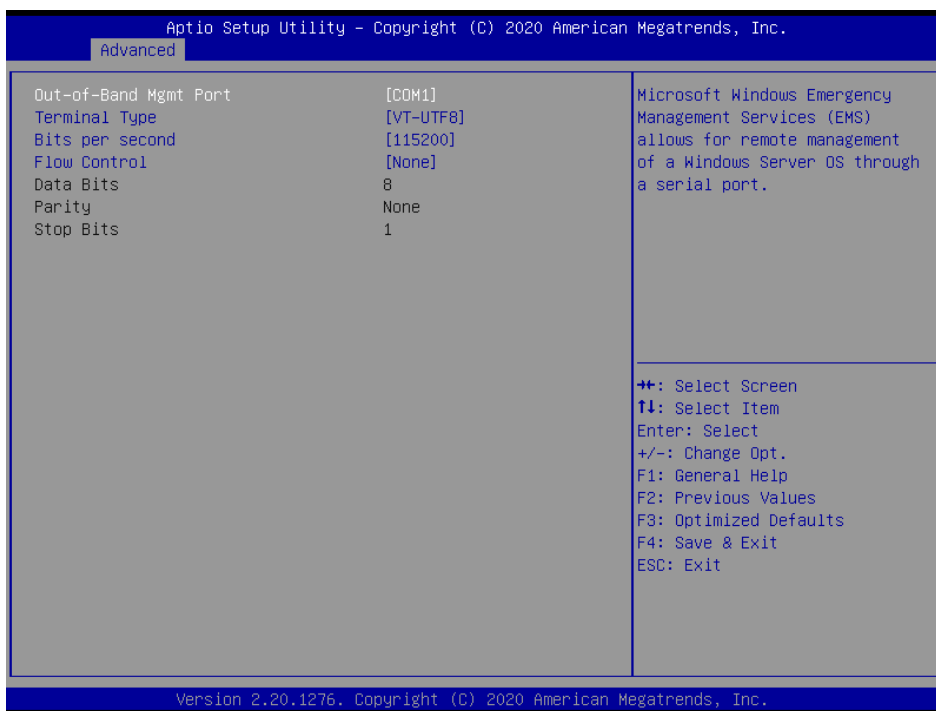 Aptio Setup Utility – Copyright (C) 2020 American Megatrends, Inc.
Advanced
Out-of-Band Mgmt Port [COM1]
Terminal Type [VT-UTF8]
Bits per second [115200]
Flow Control [None]
Data Bits 8
Parity None
Stop Bits 1
Microsoft Windows Emergency
Management Services (EMS)
allows for remote management
of a Windows Server OS through
a serial port.
→←: Select Screen
↑↓: Select Item
Enter: Select
+/-: Change Opt.
F1: General Help
F2: Previous Values
F3: Optimized Defaults
F4: Save & Exit
ESC: Exit
Version 2.20.1276. Copyright (C) 2020 American Megatrends, Inc.